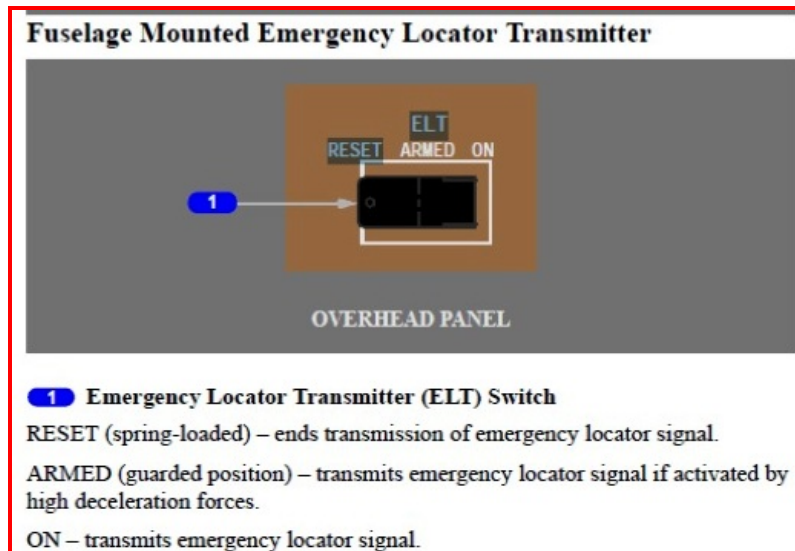 Fuselage Mounted Emergency Locator Transmitter
ELT
RESET ARMED ON
1
OVERHEAD PANEL
1 Emergency Locator Transmitter (ELT) Switch
RESET (spring-loaded) – ends transmission of emergency locator signal.
ARMED (guarded position) – transmits emergency locator signal if activated by
high deceleration forces.
ON – transmits emergency locator signal.